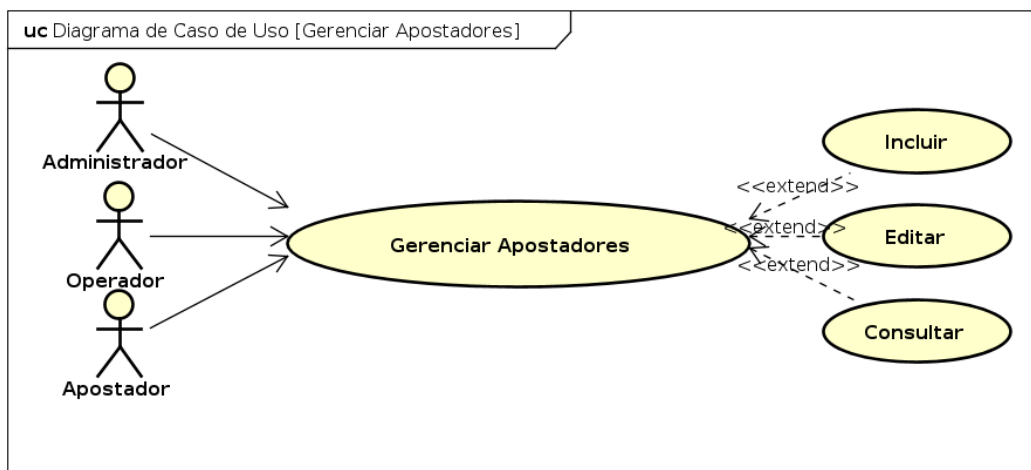 uc Diagrama de Caso de Uso [Gerenciar Apostadores]
Administrador
Operador
Apostador
Gerenciar Apostadores
<<extend>>
<<extend>>
<<extend>>
Incluir
Editar
Consultar